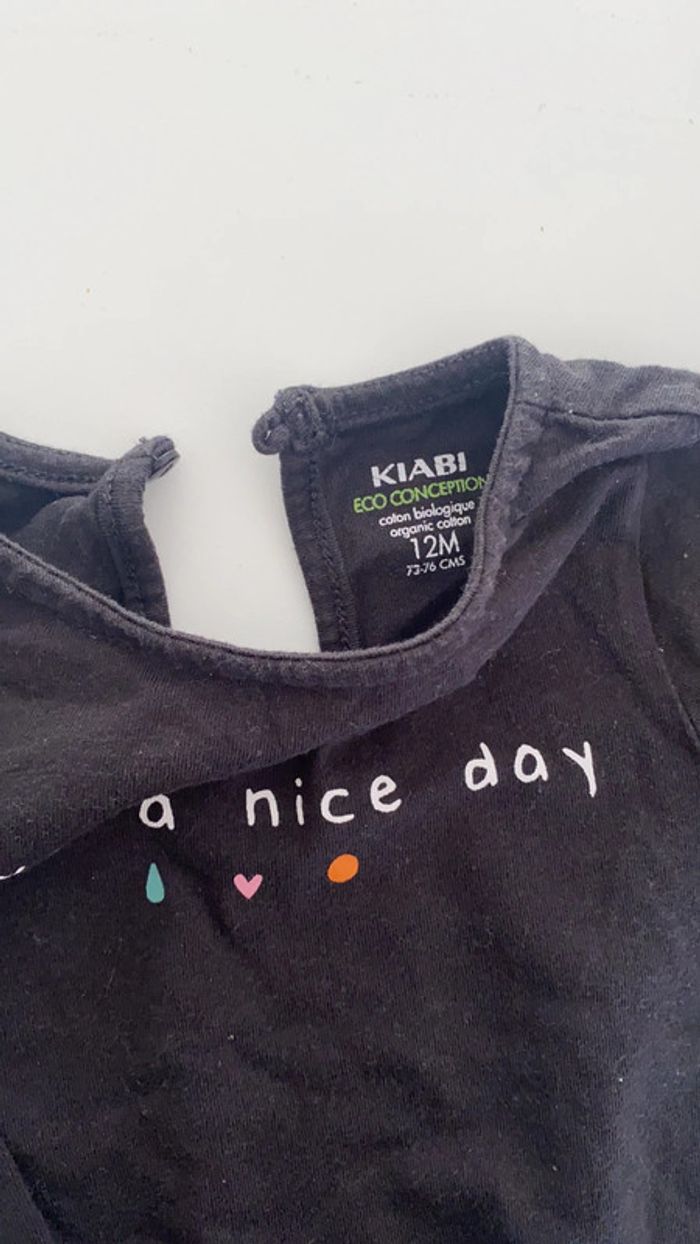 KIABI
ECO CONCEPTION
coton biologique
organic cotton
12M
73-76 CMS
a nice day